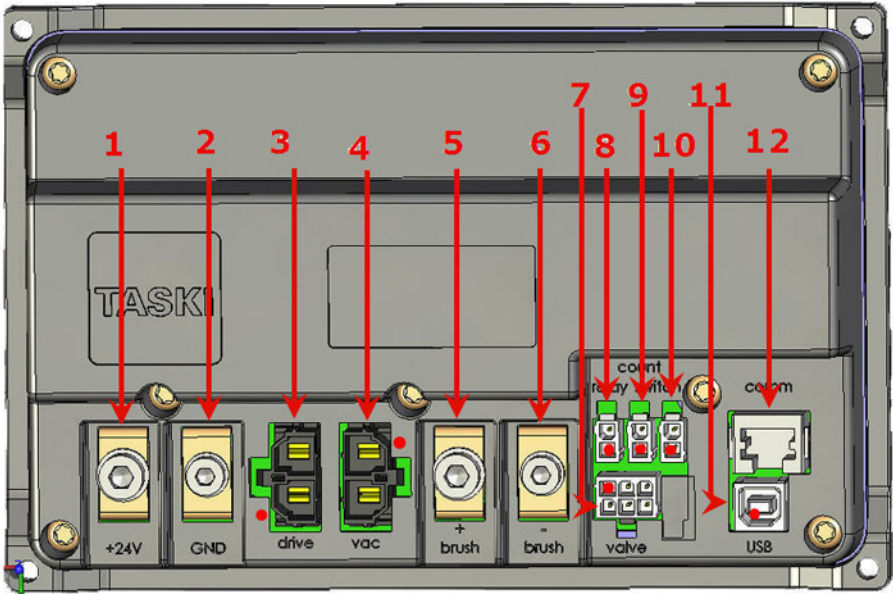 7 9 11
1 2 3 4 5 6 8 10 12
TASKI
count
relay switch comm
+24V GND drive vac + brush - brush valve USB